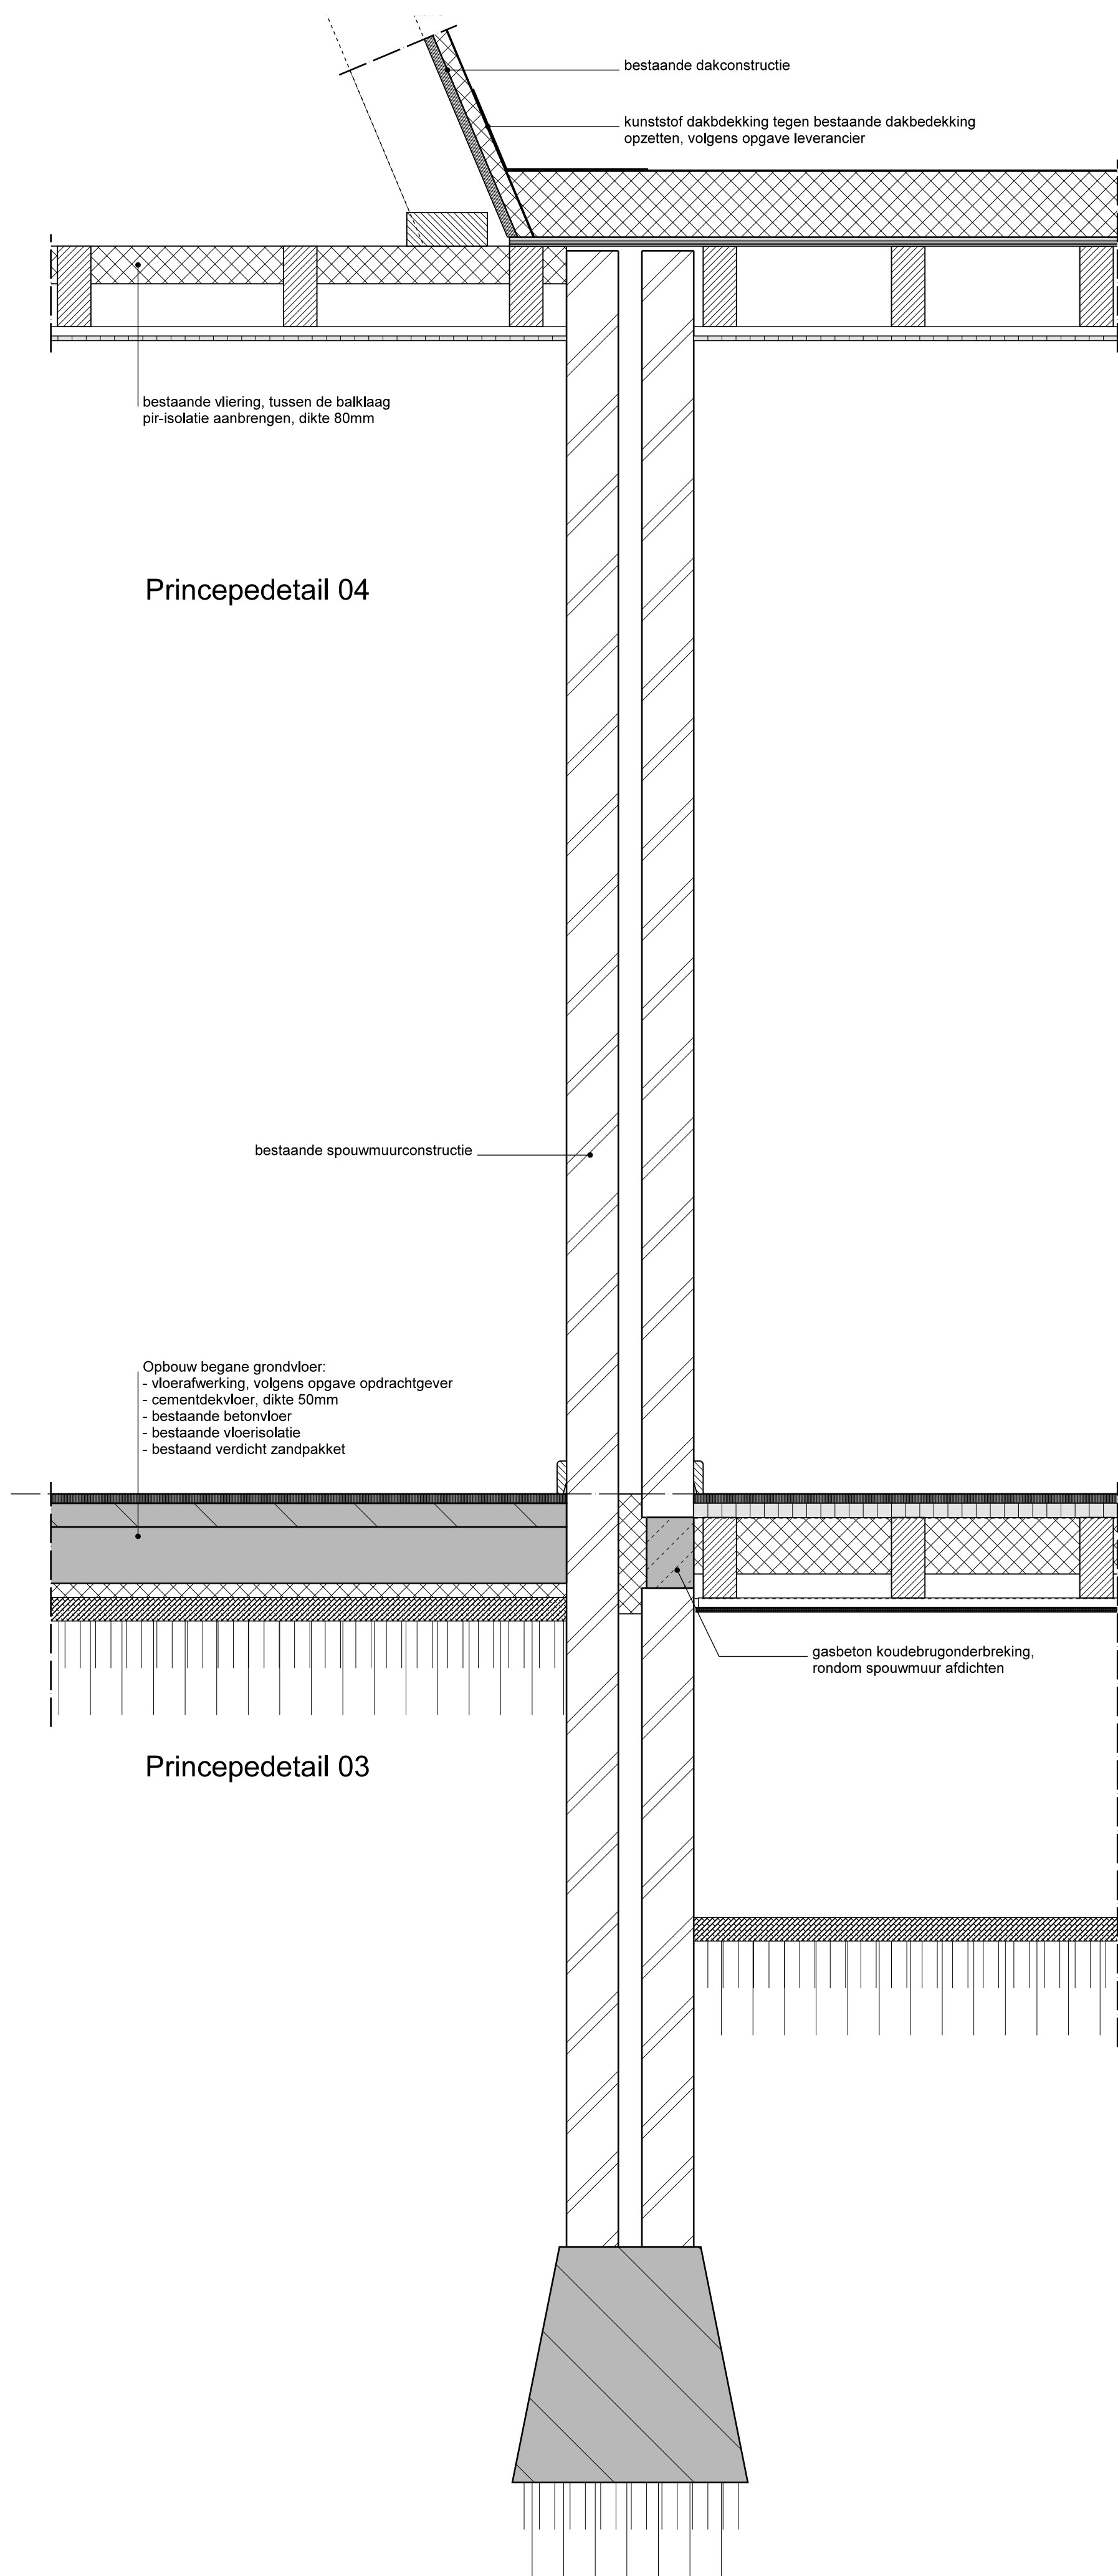 bestaande dakconstructie
kunststof dakbdekking tegen bestaande dakbedekking
opzetten, volgens opgave leverancier
bestaande vliering, tussen de balklaag
pir-isolatie aanbrengen, dikte 80mm
Princepedetail 04
bestaande spouwmuurconstructie
Opbouw begane grondvloer:
- vloerafwerking, volgens opgave opdrachtgever
- cementdekvloer, dikte 50mm
- bestaande betonvloer
- bestaande vloerisolatie
- bestaand verdicht zandpakket
gasbeton koudebrugonderbreking,
rondom spouwmuur afdichten
Princepedetail 03